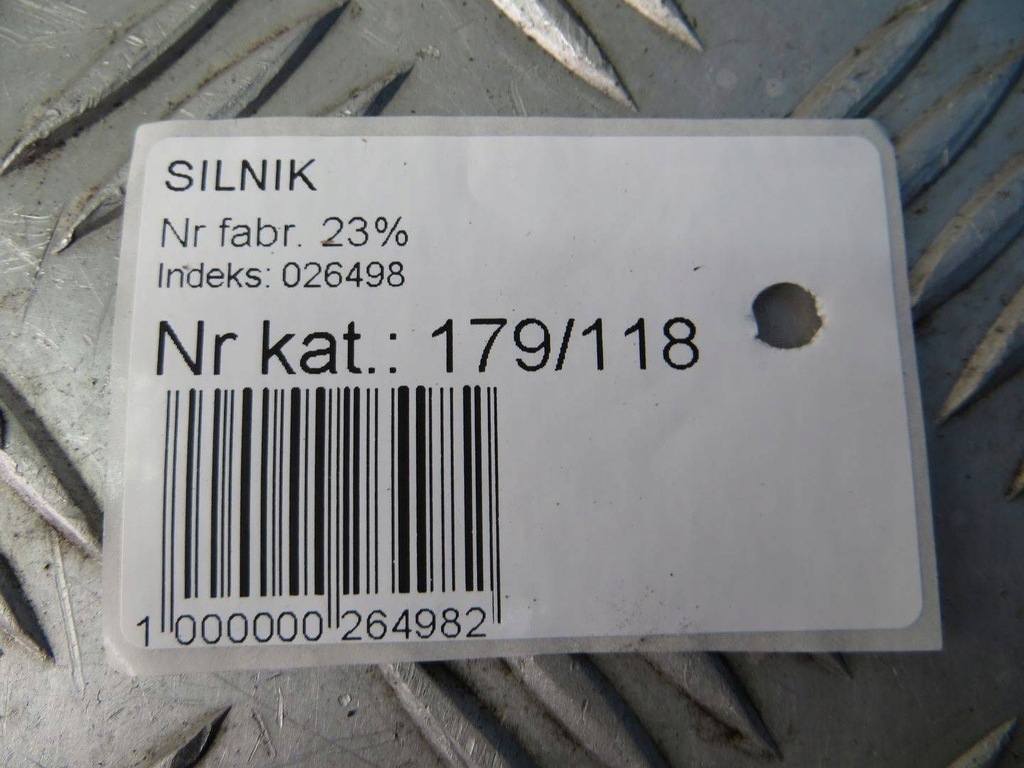 SILNIK
Nr fabr. 23%
Indeks: 026498
Nr kat.: 179/118
1 000000 264982